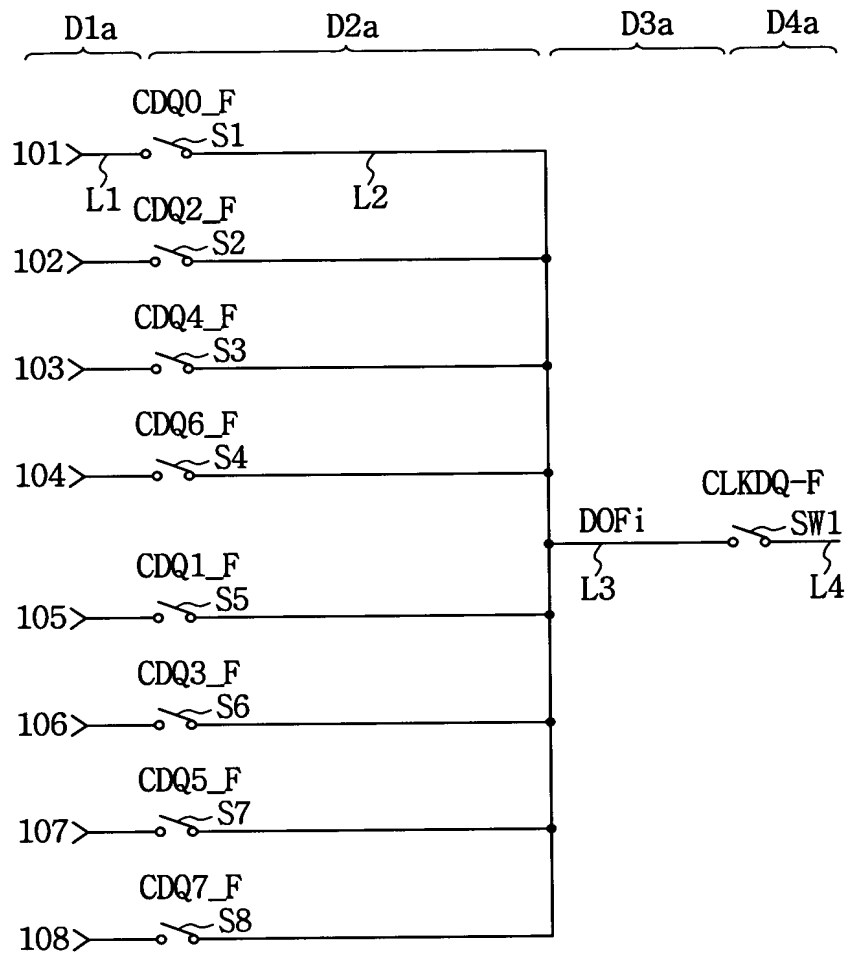 D1a D2a D3a D4a
CDQ0_F
101 S1
L1 L2
CDQ2_F
102 S2
CDQ4_F
103 S3
CDQ6_F
104 S4
CLKDQ-F
DOFi SW1
L3 L4
CDQ1_F
105 S5
CDQ3_F
106 S6
CDQ5_F
107 S7
CDQ7_F
108 S8